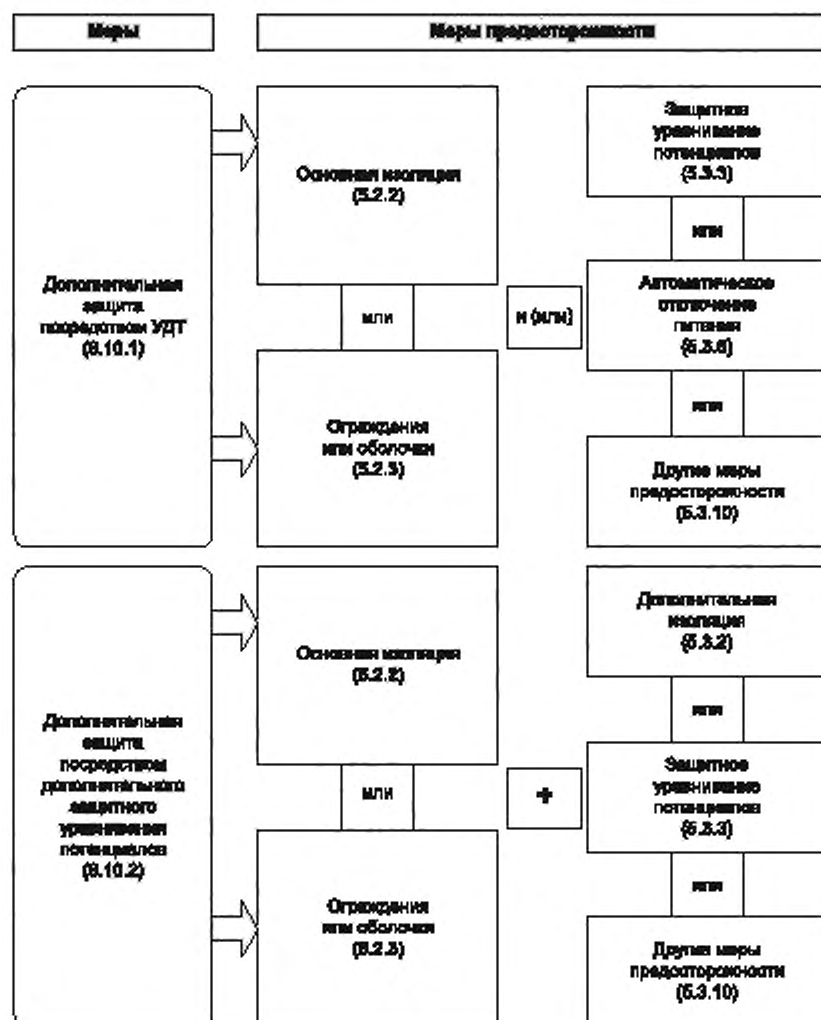 Меры
Меры предосторожности
Дополнительная
защита
посредством УДТ
(6.10.1)
Основная изоляция
(5.2.2)
или
Ограждения
или оболочки
(5.2.3)
и (или)
Защитное
уравнивание
потенциалов
(5.3.3)
или
Автоматическое
отключение
питания
(5.3.6)
или
Другие меры
предосторожности
(5.3.10)
Дополнительная
защита
посредством
дополнительного
защитного
уравнивания
потенциалов
(6.10.2)
Основная изоляция
(5.2.2)
или
Ограждения
или оболочки
(5.2.3)
+
Дополнительная
изоляция
(5.3.2)
или
Защитное
уравнивание
потенциалов
(5.3.3)
или
Другие меры
предосторожности
(5.3.10)